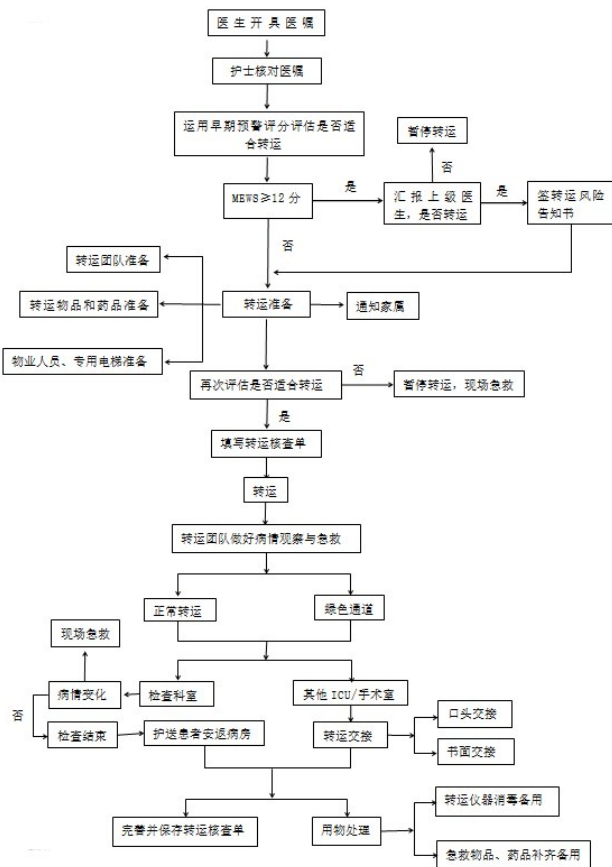 医生开具医嘱
护士核对医嘱
运用早期预警评分评估是否适
合转运
暂停转运
否
MEWS≥12分
是
汇报上级医
生，是否转运
是
签转运风险
告知书
否
转运团队准备
转运物品和药品准备
转运准备
通知家属
物业人员、专用电梯准备
再次评估是否适合转运
否
暂停转运，现场急救
是
填写转运核查单
转运
转运团队做好病情观察与急救
正常转运
绿色通道
现场急救
病情变化
检查科室
其他ICU/手术室
否
检查结束
护送患者安返病房
转运交接
口头交接
书面交接
完善并保存转运核查单
用物处理
转运仪器消毒备用
急救物品、药品补齐备用